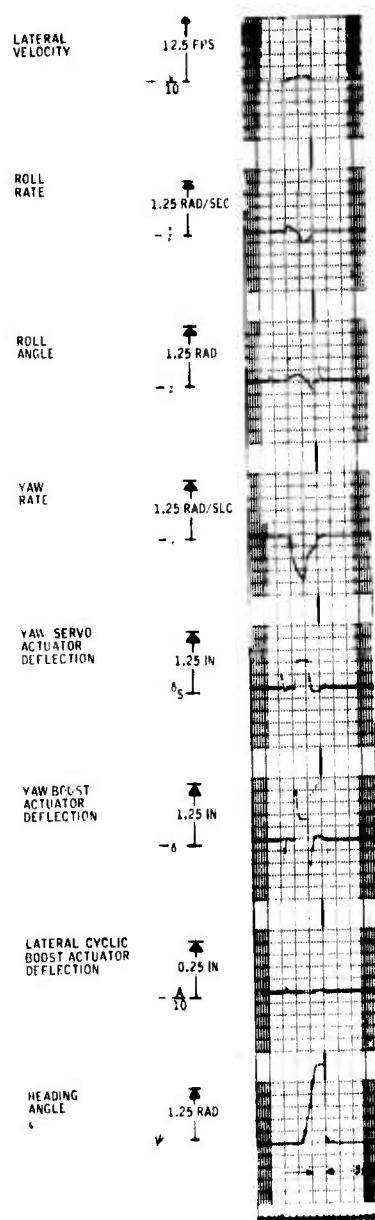 LATERAL
VELOCITY
12.5 FPS
10
ROLL
RATE
1.25 RAD/SEC
ROLL
ANGLE
1.25 RAD
YAW
RATE
1.25 RAD/SLC
YAW SERVO
ACTUATOR
DEFLECTION
1.25 IN
δS
YAW BOOST
ACTUATOR
DEFLECTION
1.25 IN
-δ
LATERAL CYCLIC
BOOST ACTUATOR
DEFLECTION
0.25 IN
- A
10
HEADING
ANGLE
1.25 RAD